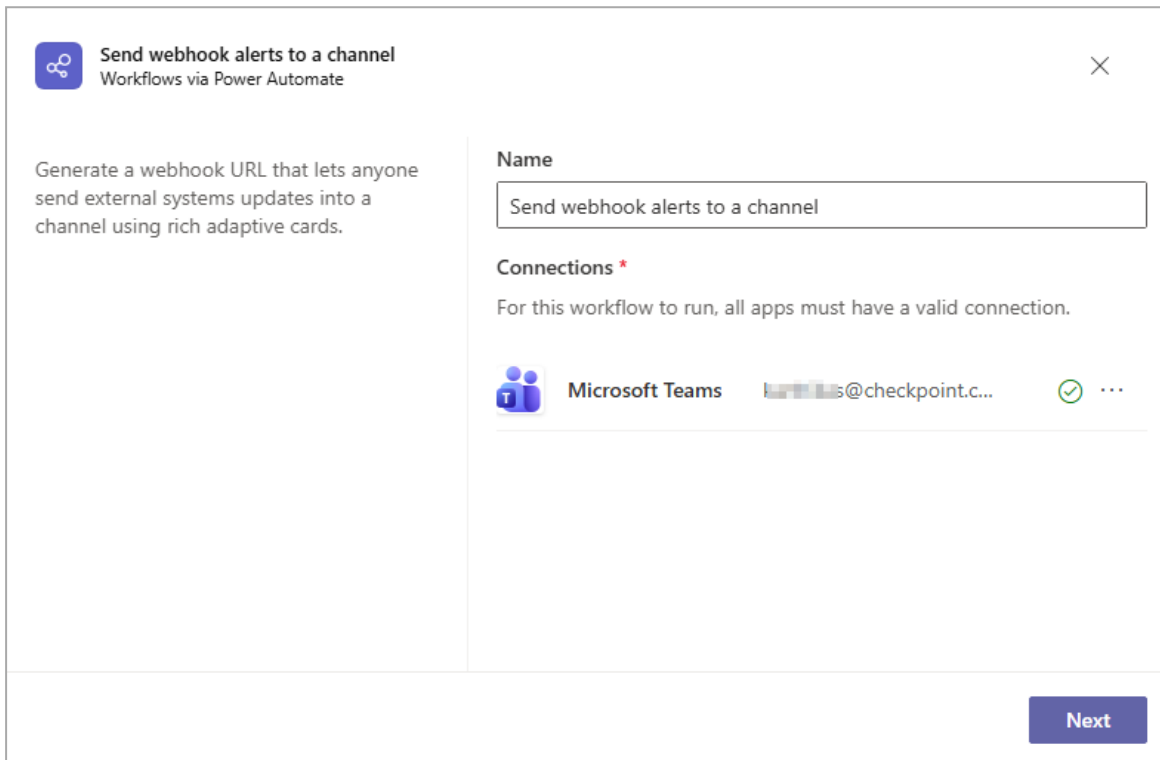 Send webhook alerts to a channel
Workflows via Power Automate
Generate a webhook URL that lets anyone
send external systems updates into a
channel using rich adaptive cards.
Name
Send webhook alerts to a channel
Connections *
For this workflow to run, all apps must have a valid connection.
T
Microsoft Teams s@checkpoint.c...
Next